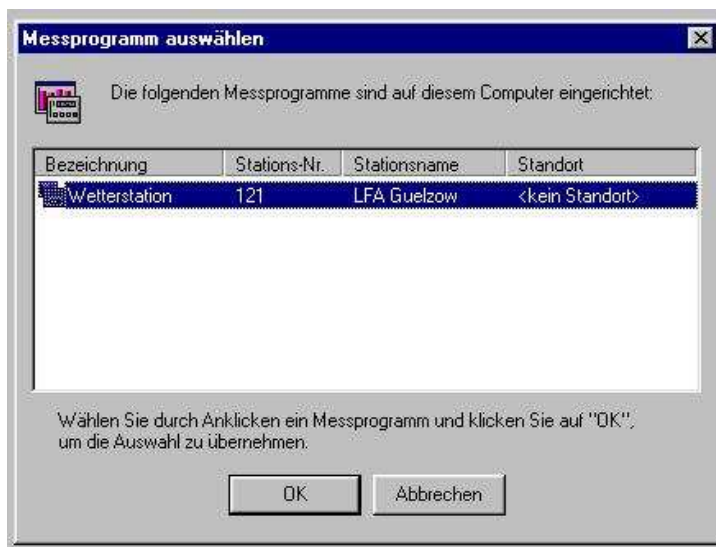 Messprogramm auswählen
Die folgenden Messprogramme sind auf diesem Computer eingerichtet:
Bezeichnung Stations-Nr. Stationsname Standort
Wetterstation 121 LFA Guelzow <kein Standort>
Wählen Sie durch Anklicken ein Messprogramm und klicken Sie auf "OK",
um die Auswahl zu übernehmen.
OK Abbrechen